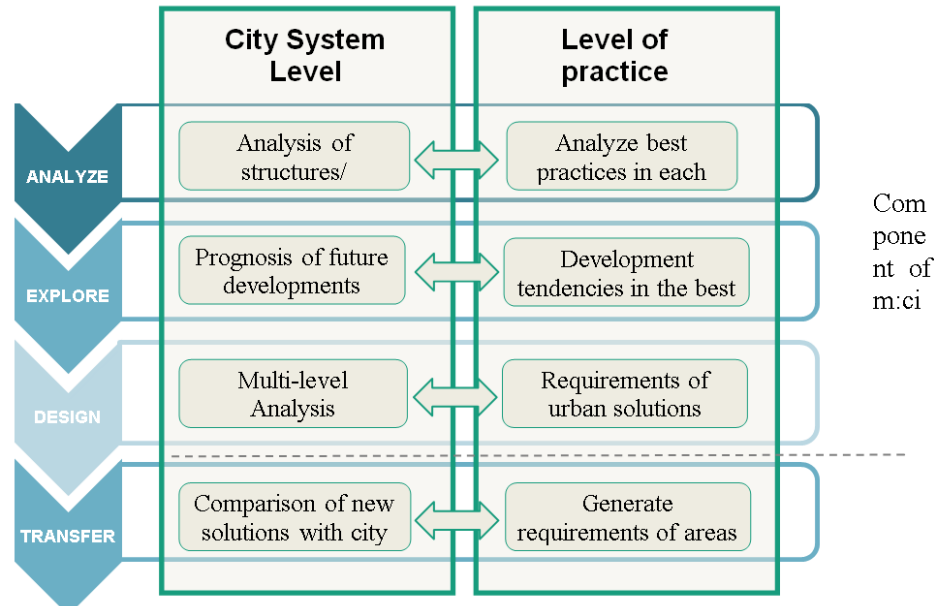 City System
Level
Level of
practice
ANALYZE
Analysis of
structures/
Analyze best
practices in each
EXPLORE
Prognosis of future
developments
Development
tendencies in the best
DESIGN
Multi-level
Analysis
Requirements of
urban solutions
TRANSFER
Comparison of new
solutions with city
Generate
requirements of areas
Com
pone
nt of
m:ci